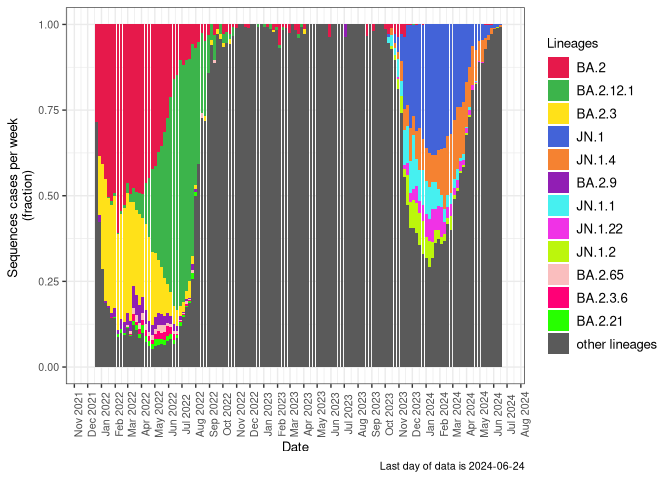 1.00
0.75
0.50
0.25
0.00
Sequences cases per week
(fraction)
Nov 2021
Dec 2021
Jan 2022
Feb 2022
Mar 2022
Apr 2022
May 2022
Jun 2022
Jul 2022
Aug 2022
Sep 2022
Oct 2022
Nov 2022
Dec 2022
Jan 2023
Feb 2023
Mar 2023
Apr 2023
May 2023
Jun 2023
Jul 2023
Aug 2023
Sep 2023
Oct 2023
Nov 2023
Dec 2023
Jan 2024
Feb 2024
Mar 2024
Apr 2024
May 2024
Jun 2024
Jul 2024
Aug 2024
Date
Lineages
BA.2
BA.2.12.1
BA.2.3
JN.1
JN.1.4
BA.2.9
JN.1.1
JN.1.22
JN.1.2
BA.2.65
BA.2.3.6
BA.2.21
other lineages
Last day of data is 2024-06-24